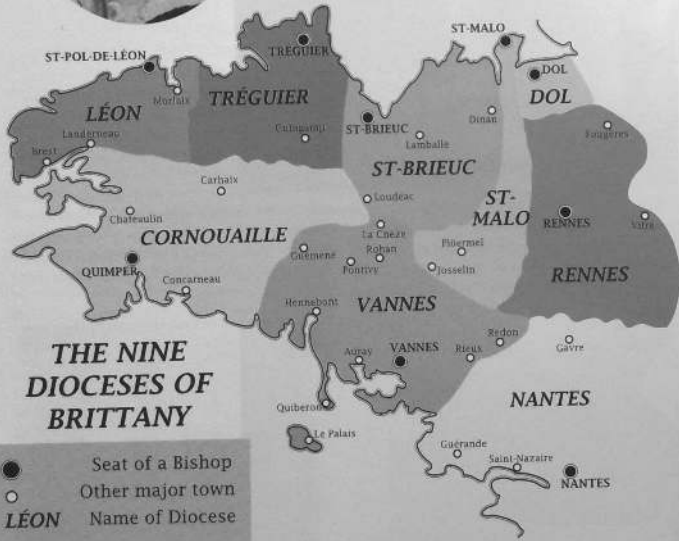 ST-POL-DE-LÉON
TRÉGUIER
ST-MALO
DOL
LÉON
Morlaix
TRÉGUIER
DOL
Landerneau
Guingamp
ST-BRIEUC
Dinan
Lamballe
Fougères
Brest
Carhaix
ST-BRIEUC
Loudéac
ST-
MALO
RENNES
Vitré
Chateaulin
CORNOUAILLE
La Chèze
Rohan
Ploermel
Guémené
Pontivy
Josselin
RENNES
QUIMPER
Concarneau
Hennebont
VANNES
Redon
Gâvre
Auray
VANNES
Rieux
THE NINE
DIOCESES OF
BRITTANY
Quiberon
NANTES
Le Palais
Guérande
Saint-Nazaire
NANTES
Seat of a Bishop
Other major town
LÉON Name of Diocese